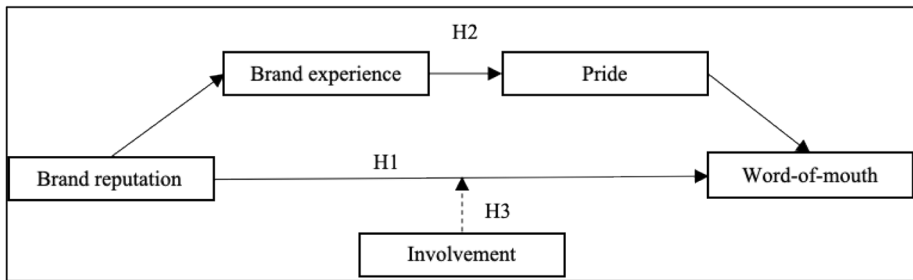 H2
Brand experience
Pride
Brand reputation
H1
Word-of-mouth
H3
Involvement